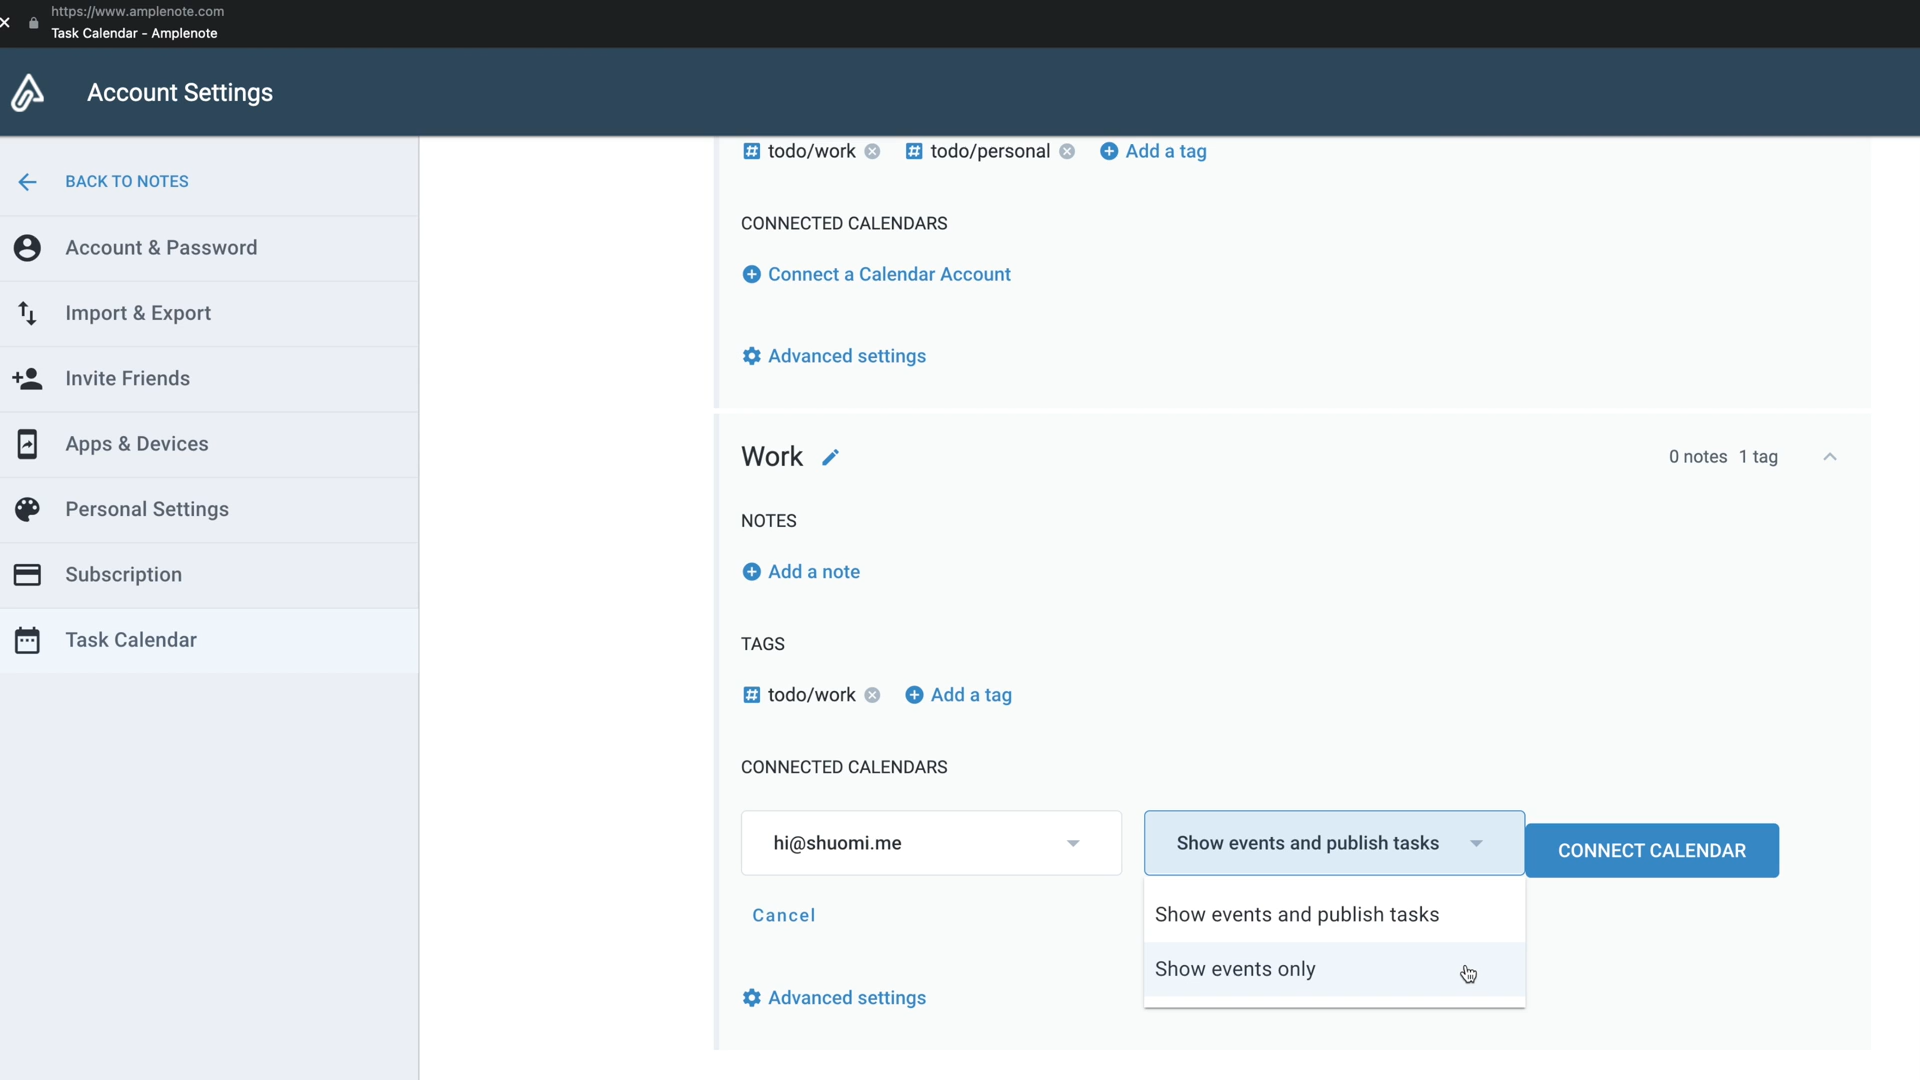 https://www.amplenote.com
Task Calendar - Amplenote
Account Settings
BACK TO NOTES
Account & Password
Import & Export
Invite Friends
Apps & Devices
Personal Settings
Subscription
Task Calendar
todo/work todo/personal Add a tag
CONNECTED CALENDARS
Connect a Calendar Account
Advanced settings
Work 0 notes 1 tag
NOTES
Add a note
TAGS
todo/work Add a tag
CONNECTED CALENDARS
hi@shuomi.me Show events and publish tasks CONNECT CALENDAR
Cancel Show events and publish tasks
Show events only
Advanced settings